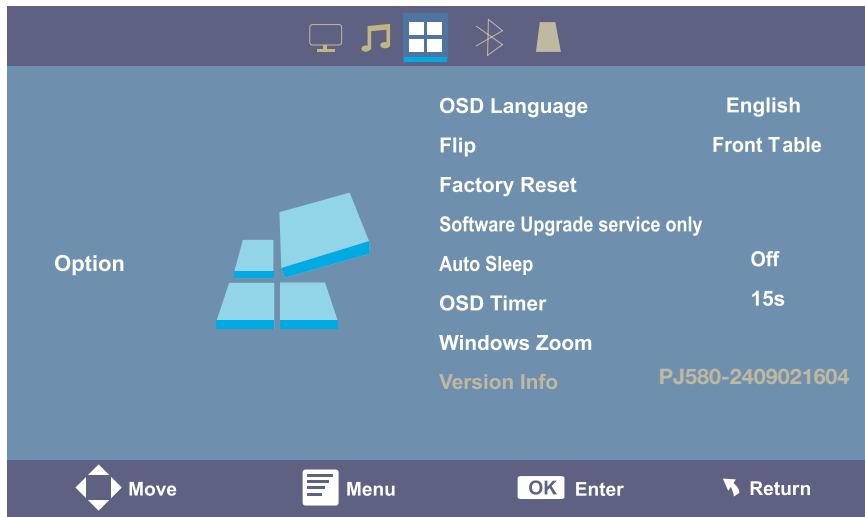 OSD Language English
Flip Front Table
Factory Reset
Software Upgrade service only
Option
Auto Sleep Off
OSD Timer 15s
Windows Zoom
Version Info PJ580-2409021604
Move Menu OK Enter Return